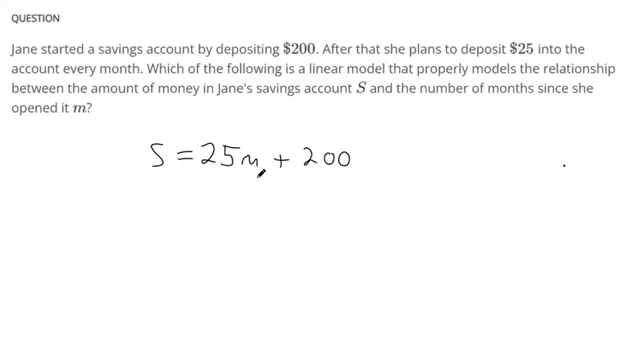 QUESTION
Jane started a savings account by depositing $200. After that she plans to deposit $25 into the
account every month. Which of the following is a linear model that properly models the relationship
between the amount of money in Jane's savings account S and the number of months since she
opened it m?
S = 25m + 200